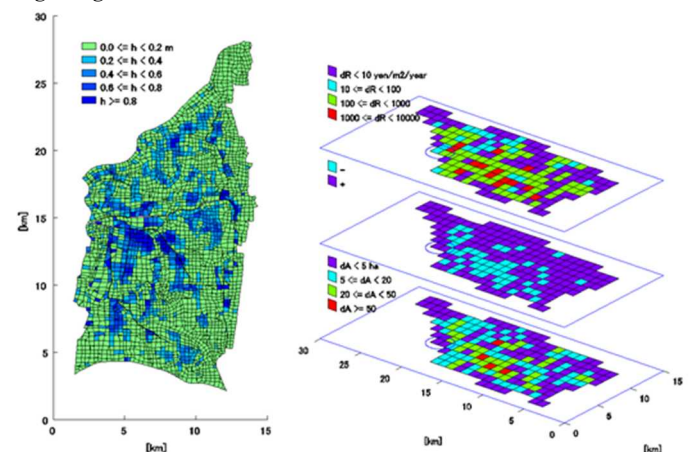 30
25
20
15
10
5
0
[km]
0.0 <= h < 0.2 m
0.2 <= h < 0.4
0.4 <= h < 0.6
0.6 <= h < 0.8
h >= 0.8
0 5 10 15
[km]
dR < 10 yen/m2/year
10 <= dR < 100
100 <= dR < 1000
1000 <= dR < 10000
-
+
dA < 5 ha
5 <= dA < 20
20 <= dA < 50
dA >= 50
30
25
20
15
10
5
0
[km]
0
5
10
15
[km]